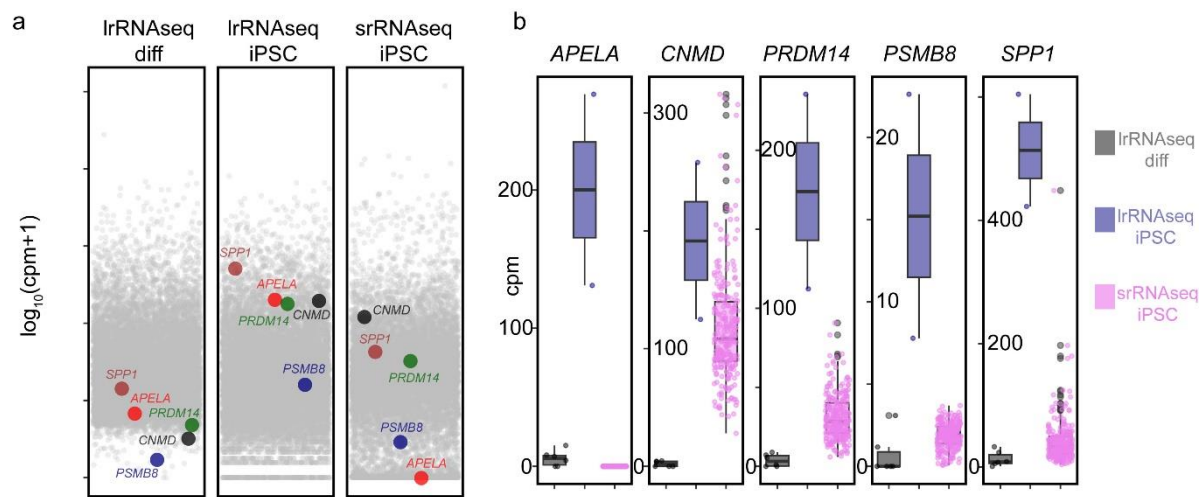 a
lrRNAseq
diff
lrRNAseq
iPSC
srRNAseq
iPSC
log10(cpm+1)
SPP1
APELA
PRDM14
CNMD
PSMB8
SPP1
APELA
PRDM14
CNMD
PSMB8
CNMD
SPP1
PRDM14
PSMB8
APELA
b
APELA
CNMD
PRDM14
PSMB8
SPP1
cpm
200
100
0
300
100
0
200
100
0
20
10
0
400
200
0
lrRNAseq
diff
lrRNAseq
iPSC
srRNAseq
iPSC